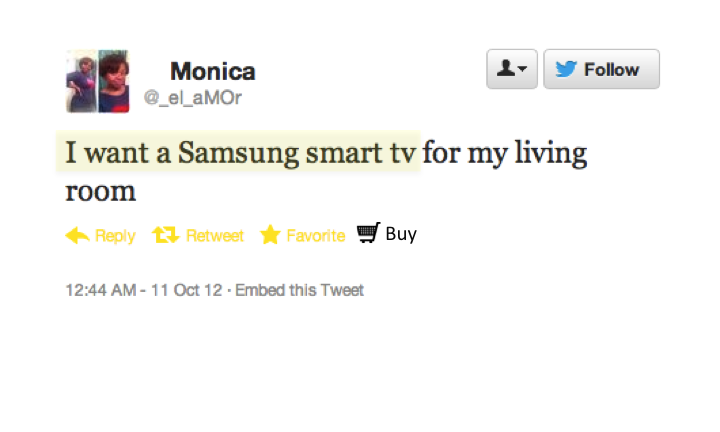 Monica
@_el_aMOr
Follow
I want a Samsung smart tv for my living
room
Reply Retweet Favorite Buy
12:44 AM - 11 Oct 12 · Embed this Tweet